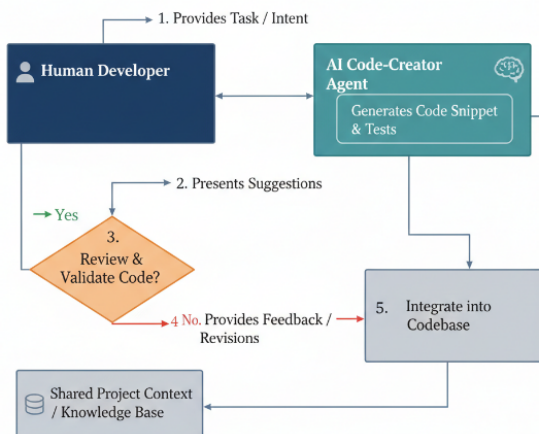 1. Provides Task / Intent
Human Developer
AI Code-Creator
Agent
Generates Code Snippet
& Tests
2. Presents Suggestions
Yes
3.
Review &
Validate Code?
4 No. Provides Feedback /
Revisions
5. Integrate into
Codebase
Shared Project Context
/ Knowledge Base